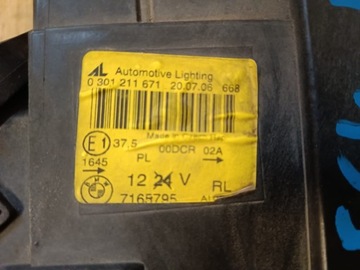 AL Automotive Lighting
0 301 211 671 20.07.06 668
Made in
E1 37.5 00DCR 02A
1645 PL
12 24 V RL
7165795